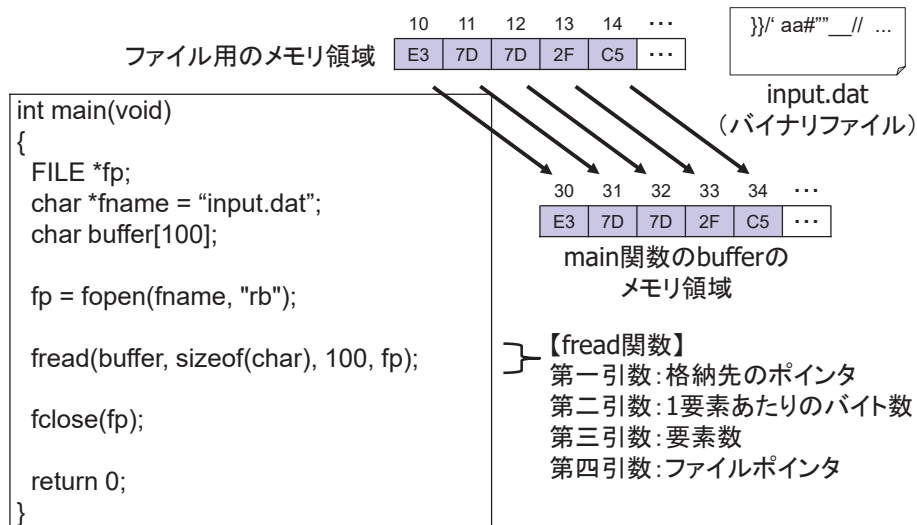 10 11 12 13 14 ･･･
ファイル用のメモリ領域 E3 7D 7D 2F C5 ･･･
}}/‘ aa#””__// ...
input.dat
（バイナリファイル）
int main(void)
{
FILE *fp;
char *fname = “input.dat”;
char buffer[100];
fp = fopen(fname, "rb");
fread(buffer, sizeof(char), 100, fp);
fclose(fp);
return 0;
}
30 31 32 33 34 ･･･
E3 7D 7D 2F C5 ･･･
main関数のbufferの
メモリ領域
【fread関数】
第一引数：格納先のポインタ
第二引数：1要素あたりのバイト数
第三引数：要素数
第四引数：ファイルポインタ